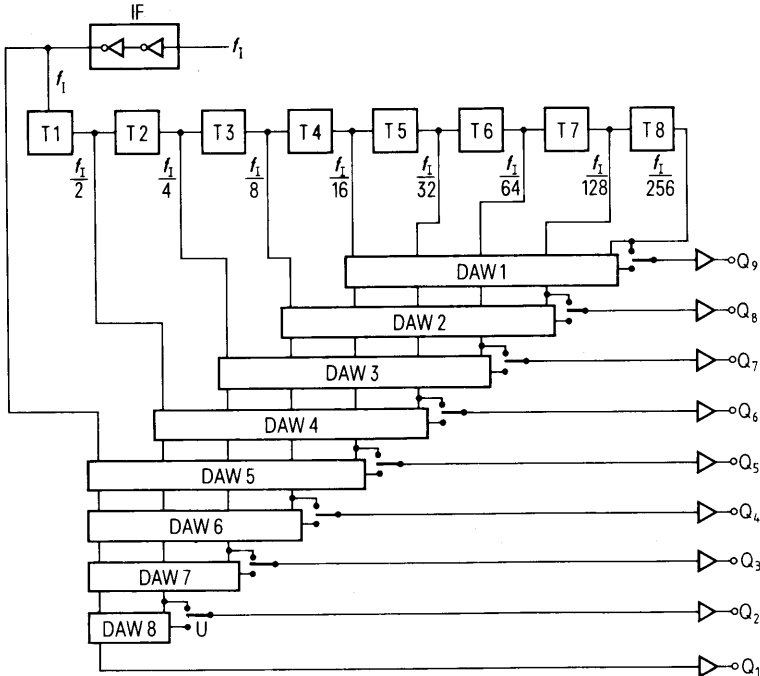 IF
f_I
f_I
T1 T2 T3 T4 T5 T6 T7 T8
f_I/2 f_I/4 f_I/8 f_I/16 f_I/32 f_I/64 f_I/128 f_I/256
DAW 1 Q₉
DAW 2 Q₈
DAW 3 Q₇
DAW 4 Q₆
DAW 5 Q₅
DAW 6 Q₄
DAW 7 Q₃
DAW 8 U Q₂
Q₁